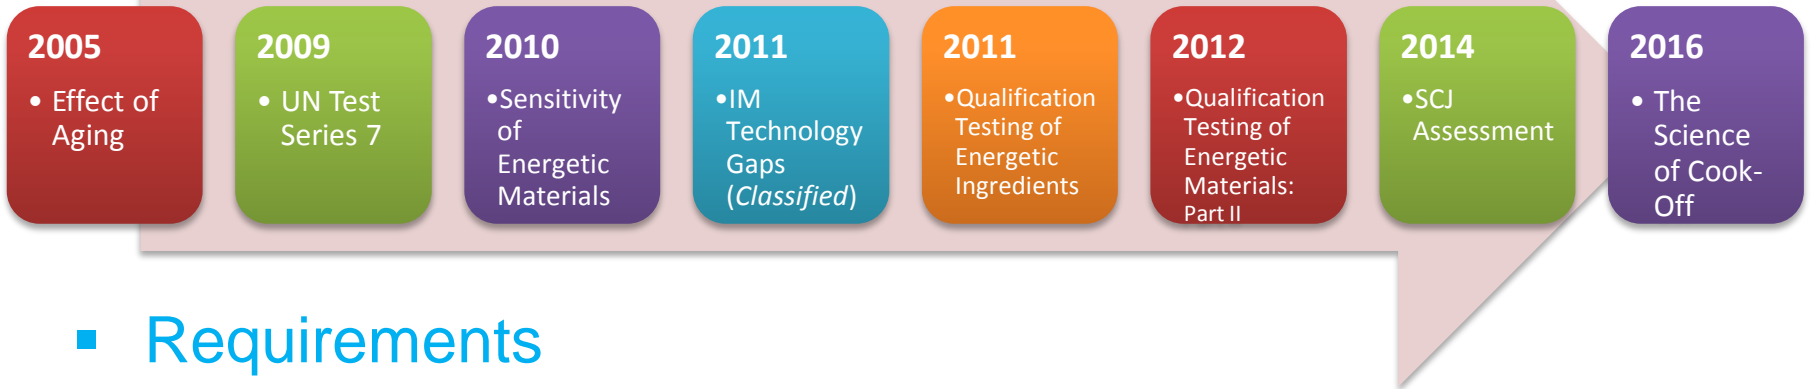 2005
• Effect of
Aging
2009
• UN Test
Series 7
2010
•Sensitivity
of
Energetic
Materials
2011
•IM
Technology
Gaps
(Classified)
2011
•Qualification
Testing of
Energetic
Ingredients
2012
•Qualification
Testing of
Energetic
Materials:
Part II
2014
•SCJ
Assessment
2016
• The
Science
of Cook-
Off
▪ Requirements